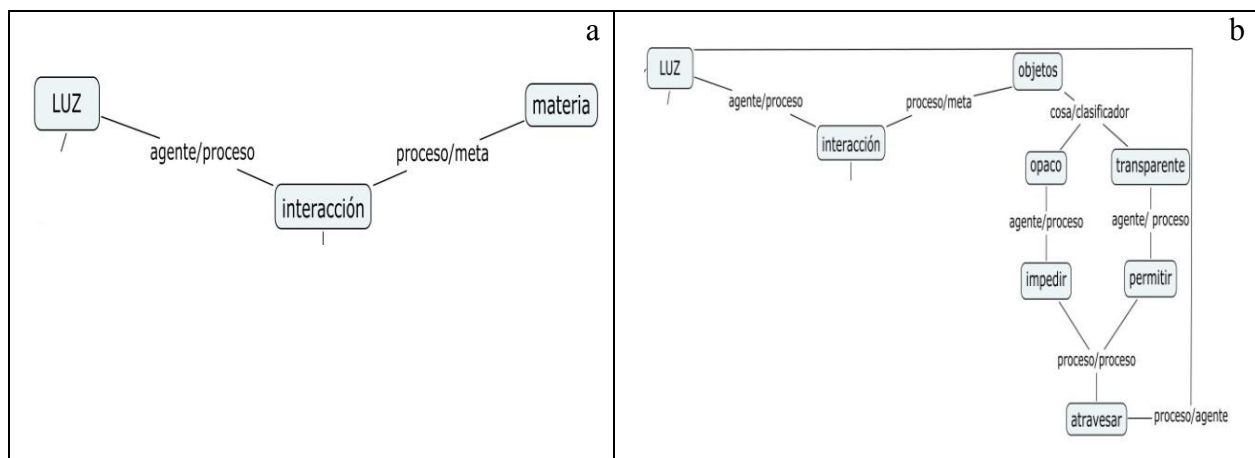 a
LUZ
materia
agente/proceso
proceso/meta
interacción
b
LUZ
objetos
agente/proceso
proceso/meta
cosa/clasificador
interacción
opaco
transparente
agente/proceso
agente/ proceso
impedir
permitir
proceso/proceso
atravesar
proceso/agente